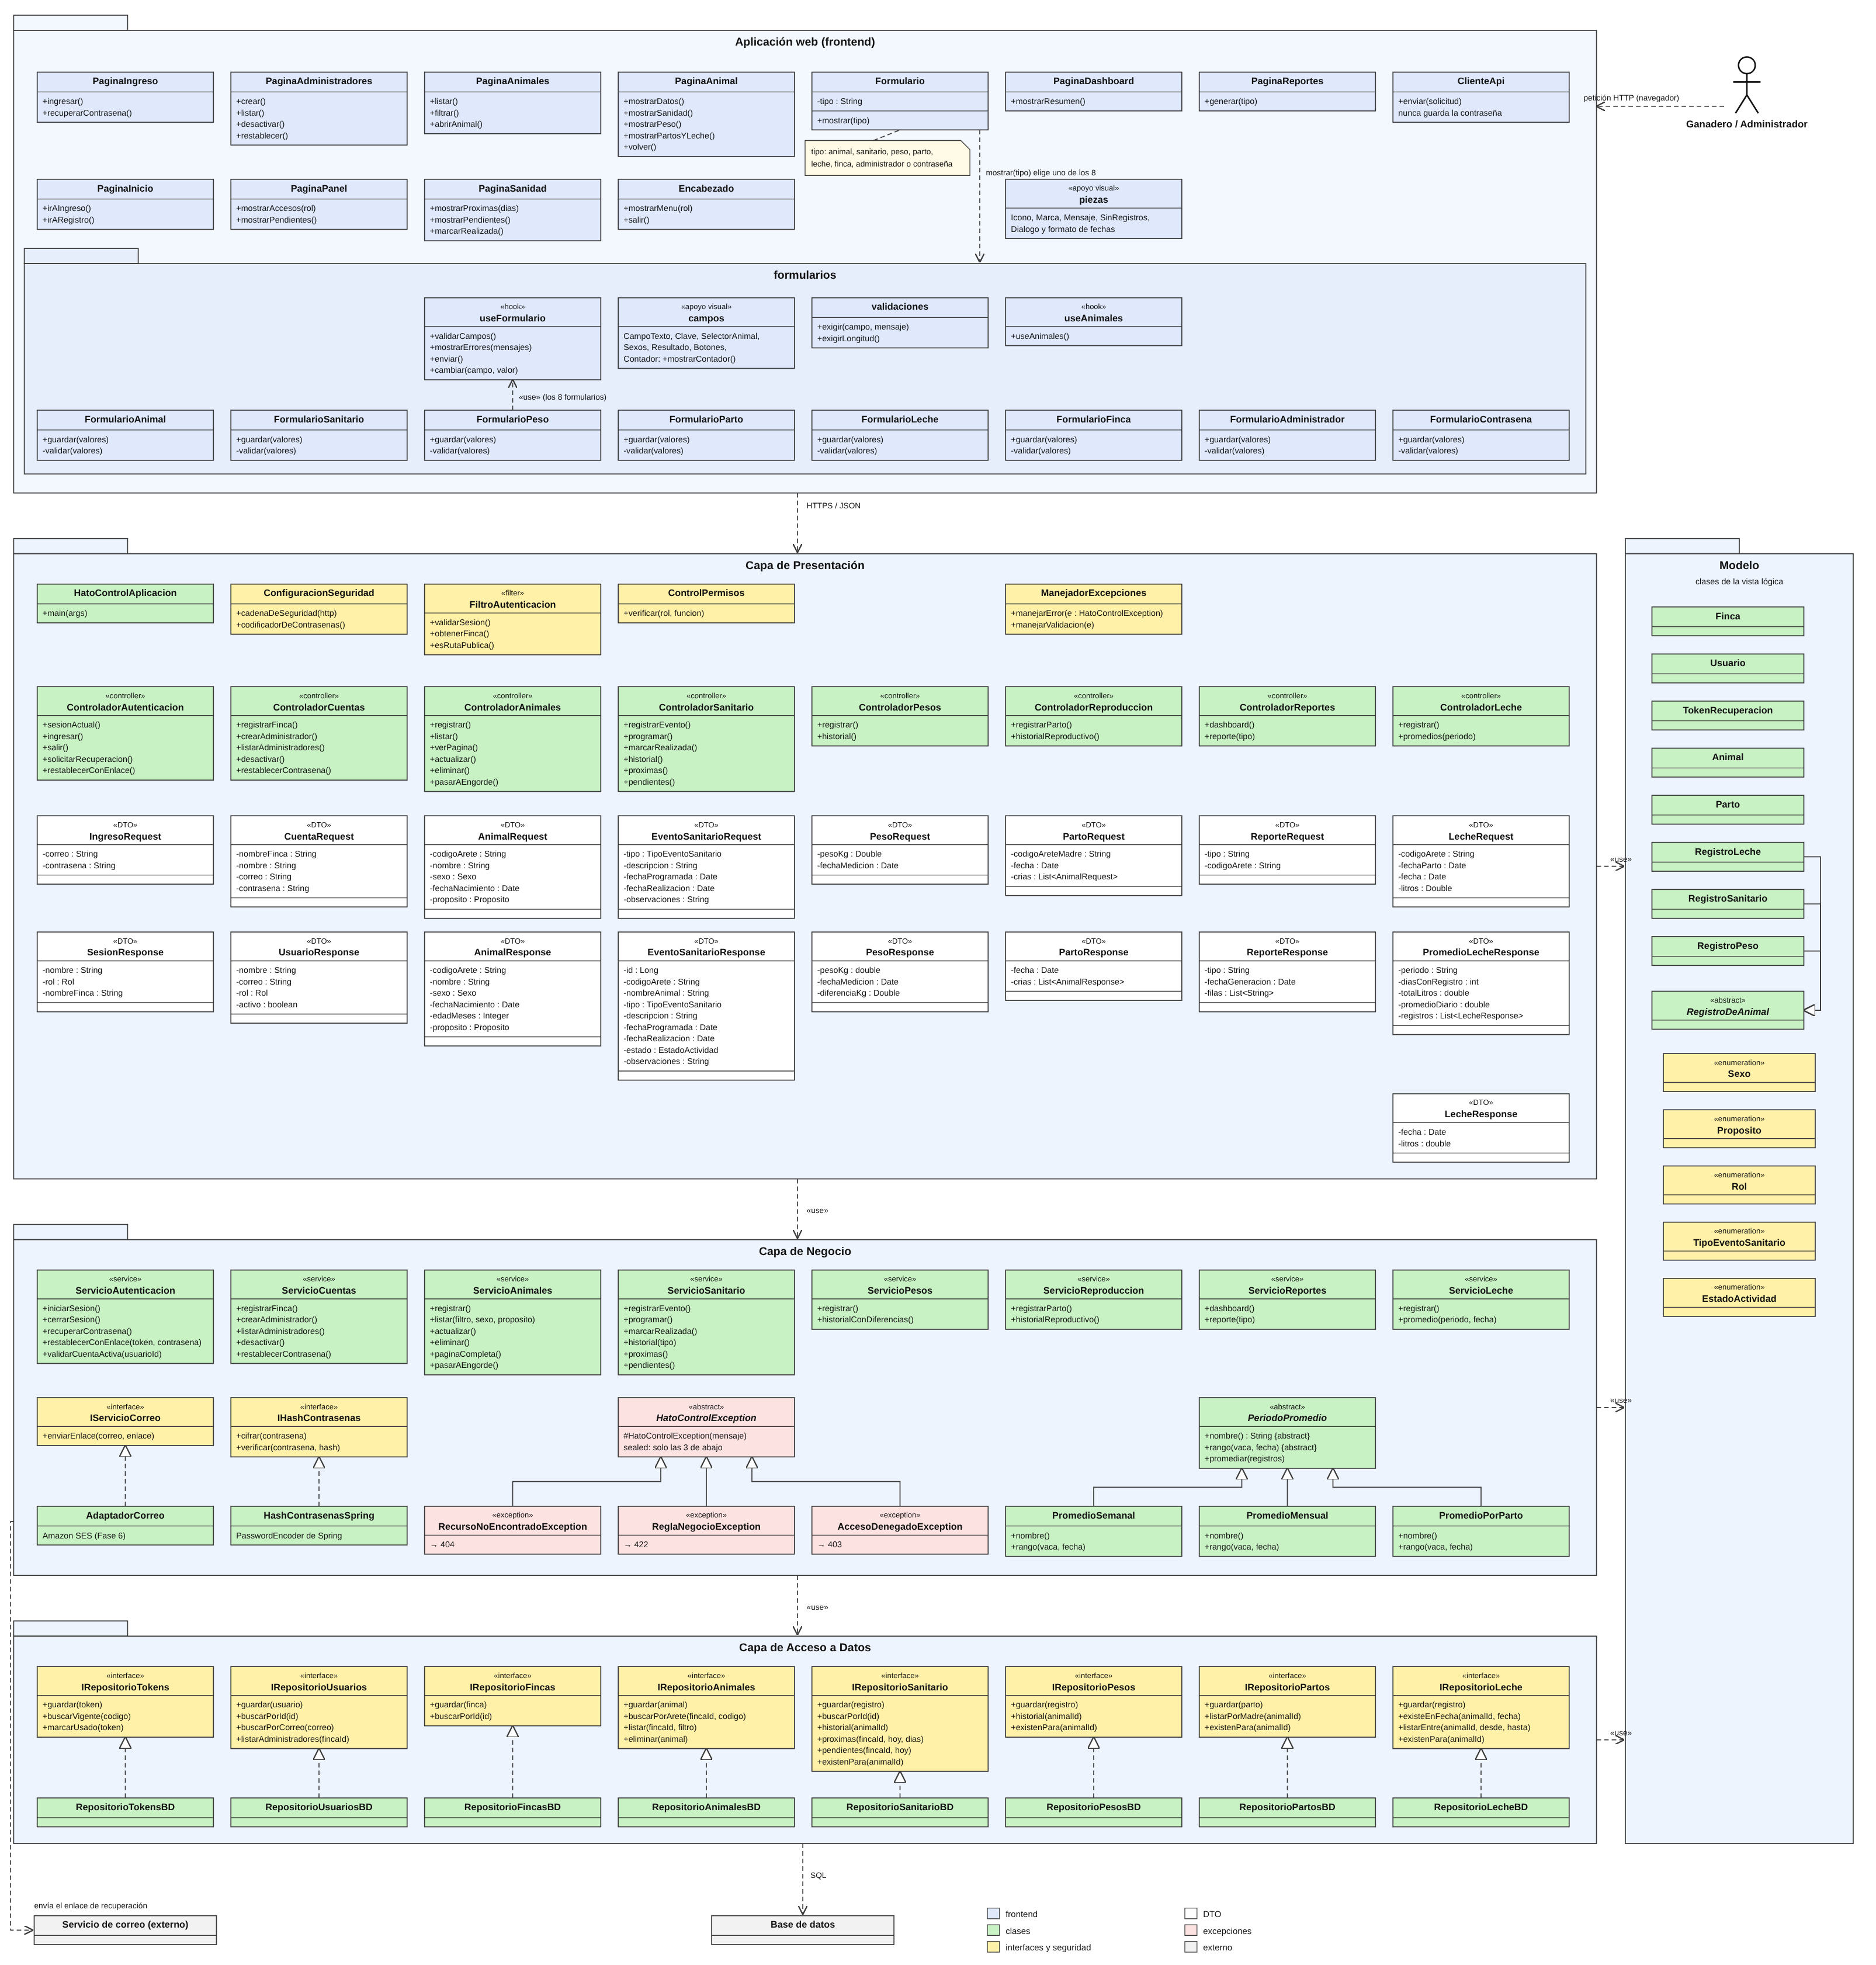 Aplicación web (frontend)
PaginaIngreso
+ingresar()
+recuperarContrasena()
PaginaAdministradores
+crear()
+listar()
+desactivar()
+restablecer()
PaginaAnimales
+listar()
+filtrar()
+abrirAnimal()
PaginaAnimal
+mostrarDatos()
+mostrarSanidad()
+mostrarPeso()
+mostrarPartosYLeche()
+volver()
Formulario
-tipo : String
+mostrar(tipo)
PaginaDashboard
+mostrarResumen()
PaginaReportes
+generar(tipo)
ClienteApi
+enviar(solicitud)
nunca guarda la contraseña
petición HTTP (navegador)
Ganadero / Administrador
tipo: animal, sanitario, peso, parto,
leche, finca, administrador o contraseña
mostrar(tipo) elige uno de los 8
PaginaInicio
+irAIngreso()
+irARegistro()
PaginaPanel
+mostrarAccesos(rol)
+mostrarPendientes()
PaginaSanidad
+mostrarProximas(dias)
+mostrarPendientes()
+marcarRealizada()
Encabezado
+mostrarMenu(rol)
+salir()
«apoyo visual»
piezas
Icono, Marca, Mensaje, SinRegistros,
Dialogo y formato de fechas
formularios
«hook»
useFormulario
+validarCampos()
+mostrarErrores(mensajes)
+enviar()
+cambiar(campo, valor)
«apoyo visual»
campos
CampoTexto, Clave, SelectorAnimal,
Sexos, Resultado, Botones,
Contador: +mostrarContador()
validaciones
+exigir(campo, mensaje)
+exigirLongitud()
«hook»
useAnimales
+useAnimales()
«use» (los 8 formularios)
FormularioAnimal
+guardar(valores)
-validar(valores)
FormularioSanitario
+guardar(valores)
-validar(valores)
FormularioPeso
+guardar(valores)
-validar(valores)
FormularioParto
+guardar(valores)
-validar(valores)
FormularioLeche
+guardar(valores)
-validar(valores)
FormularioFinca
+guardar(valores)
-validar(valores)
FormularioAdministrador
+guardar(valores)
-validar(valores)
FormularioContrasena
+guardar(valores)
-validar(valores)
HTTPS / JSON
Capa de Presentación
HatoControlAplicacion
+main(args)
ConfiguracionSeguridad
+cadenaDeSeguridad(http)
+codificadorDeContrasenas()
«filter»
FiltroAutenticacion
+validarSesion()
+obtenerFinca()
+esRutaPublica()
ControlPermisos
+verificar(rol, funcion)
ManejadorExcepciones
+manejarError(e : HatoControlException)
+manejarValidacion(e)
«controller»
ControladorAutenticacion
+sesionActual()
+ingresar()
+salir()
+solicitarRecuperacion()
+restablecerConEnlace()
«controller»
ControladorCuentas
+registrarFinca()
+crearAdministrador()
+listarAdministradores()
+desactivar()
+restablecerContrasena()
«controller»
ControladorAnimales
+registrar()
+listar()
+verPagina()
+actualizar()
+eliminar()
+pasarAEngorde()
«controller»
ControladorSanitario
+registrarEvento()
+programar()
+marcarRealizada()
+historial()
+proximas()
+pendientes()
«controller»
ControladorPesos
+registrar()
+historial()
«controller»
ControladorReproduccion
+registrarParto()
+historialReproductivo()
«controller»
ControladorReportes
+dashboard()
+reporte(tipo)
«controller»
ControladorLeche
+registrar()
+promedios(periodo)
«DTO»
IngresoRequest
-correo : String
-contrasena : String
«DTO»
CuentaRequest
-nombreFinca : String
-nombre : String
-correo : String
-contrasena : String
«DTO»
AnimalRequest
-codigoArete : String
-nombre : String
-sexo : Sexo
-fechaNacimiento : Date
-proposito : Proposito
«DTO»
EventoSanitarioRequest
-tipo : TipoEventoSanitario
-descripcion : String
-fechaProgramada : Date
-fechaRealizacion : Date
-observaciones : String
«DTO»
PesoRequest
-pesoKg : Double
-fechaMedicion : Date
«DTO»
PartoRequest
-codigoAreteMadre : String
-fecha : Date
-crias : List<AnimalRequest>
«DTO»
ReporteRequest
-tipo : String
-codigoArete : String
«DTO»
LecheRequest
-codigoArete : String
-fechaParto : Date
-fecha : Date
-litros : Double
«DTO»
SesionResponse
-nombre : String
-rol : Rol
-nombreFinca : String
«DTO»
UsuarioResponse
-nombre : String
-correo : String
-rol : Rol
-activo : boolean
«DTO»
AnimalResponse
-codigoArete : String
-nombre : String
-sexo : Sexo
-fechaNacimiento : Date
-edadMeses : Integer
-proposito : Proposito
«DTO»
EventoSanitarioResponse
-id : Long
-codigoArete : String
-nombreAnimal : String
-tipo : TipoEventoSanitario
-descripcion : String
-fechaProgramada : Date
-fechaRealizacion : Date
-estado : EstadoActividad
-observaciones : String
«DTO»
PesoResponse
-pesoKg : double
-fechaMedicion : Date
-diferenciaKg : Double
«DTO»
PartoResponse
-fecha : Date
-crias : List<AnimalResponse>
«DTO»
ReporteResponse
-tipo : String
-fechaGeneracion : Date
-filas : List<String>
«DTO»
PromedioLecheResponse
-periodo : String
-diasConRegistro : int
-totalLitros : double
-promedioDiario : double
-registros : List<LecheResponse>
«DTO»
LecheResponse
-fecha : Date
-litros : double
«use»
Modelo
clases de la vista lógica
Finca
Usuario
TokenRecuperacion
Animal
Parto
RegistroLeche
RegistroSanitario
RegistroPeso
«abstract»
RegistroDeAnimal
«enumeration»
Sexo
«enumeration»
Proposito
«enumeration»
Rol
«enumeration»
TipoEventoSanitario
«enumeration»
EstadoActividad
«use»
Capa de Negocio
«service»
ServicioAutenticacion
+iniciarSesion()
+cerrarSesion()
+recuperarContrasena()
+restablecerConEnlace(token, contrasena)
+validarCuentaActiva(usuarioId)
«service»
ServicioCuentas
+registrarFinca()
+crearAdministrador()
+listarAdministradores()
+desactivar()
+restablecerContrasena()
«service»
ServicioAnimales
+registrar()
+listar(filtro, sexo, proposito)
+actualizar()
+eliminar()
+paginaCompleta()
+pasarAEngorde()
«service»
ServicioSanitario
+registrarEvento()
+programar()
+marcarRealizada()
+historial(tipo)
+proximas()
+pendientes()
«service»
ServicioPesos
+registrar()
+historialConDiferencias()
«service»
ServicioReproduccion
+registrarParto()
+historialReproductivo()
«service»
ServicioReportes
+dashboard()
+reporte(tipo)
«service»
ServicioLeche
+registrar()
+promedio(periodo, fecha)
«interface»
IServicioCorreo
+enviarEnlace(correo, enlace)
«interface»
IHashContrasenas
+cifrar(contrasena)
+verificar(contrasena, hash)
«abstract»
HatoControlException
#HatoControlException(mensaje)
sealed: solo las 3 de abajo
«abstract»
PeriodoPromedio
+nombre() : String {abstract}
+rango(vaca, fecha) {abstract}
+promediar(registros)
«use»
AdaptadorCorreo
Amazon SES (Fase 6)
HashContrasenasSpring
PasswordEncoder de Spring
«exception»
RecursoNoEncontradoException
→ 404
«exception»
ReglaNegocioException
→ 422
«exception»
AccesoDenegadoException
→ 403
PromedioSemanal
+nombre()
+rango(vaca, fecha)
PromedioMensual
+nombre()
+rango(vaca, fecha)
PromedioPorParto
+nombre()
+rango(vaca, fecha)
«use»
Capa de Acceso a Datos
«interface»
IRepositorioTokens
+guardar(token)
+buscarVigente(codigo)
+marcarUsado(token)
«interface»
IRepositorioUsuarios
+guardar(usuario)
+buscarPorId(id)
+buscarPorCorreo(correo)
+listarAdministradores(fincaId)
«interface»
IRepositorioFincas
+guardar(finca)
+buscarPorId(id)
«interface»
IRepositorioAnimales
+guardar(animal)
+buscarPorArete(fincaId, codigo)
+listar(fincaId, filtro)
+eliminar(animal)
«interface»
IRepositorioSanitario
+guardar(registro)
+buscarPorId(id)
+historial(animalId)
+proximas(fincaId, hoy, dias)
+pendientes(fincaId, hoy)
+existenPara(animalId)
«interface»
IRepositorioPesos
+guardar(registro)
+historial(animalId)
+existenPara(animalId)
«interface»
IRepositorioPartos
+guardar(parto)
+listarPorMadre(animalId)
+existenPara(animalId)
«interface»
IRepositorioLeche
+guardar(registro)
+existeEnFecha(animalId, fecha)
+listarEntre(animalId, desde, hasta)
+existenPara(animalId)
«use»
RepositorioTokensBD
RepositorioUsuariosBD
RepositorioFincasBD
RepositorioAnimalesBD
RepositorioSanitarioBD
RepositorioPesosBD
RepositorioPartosBD
RepositorioLecheBD
SQL
envía el enlace de recuperación
Servicio de correo (externo)
Base de datos
frontend
clases
interfaces y seguridad
DTO
excepciones
externo